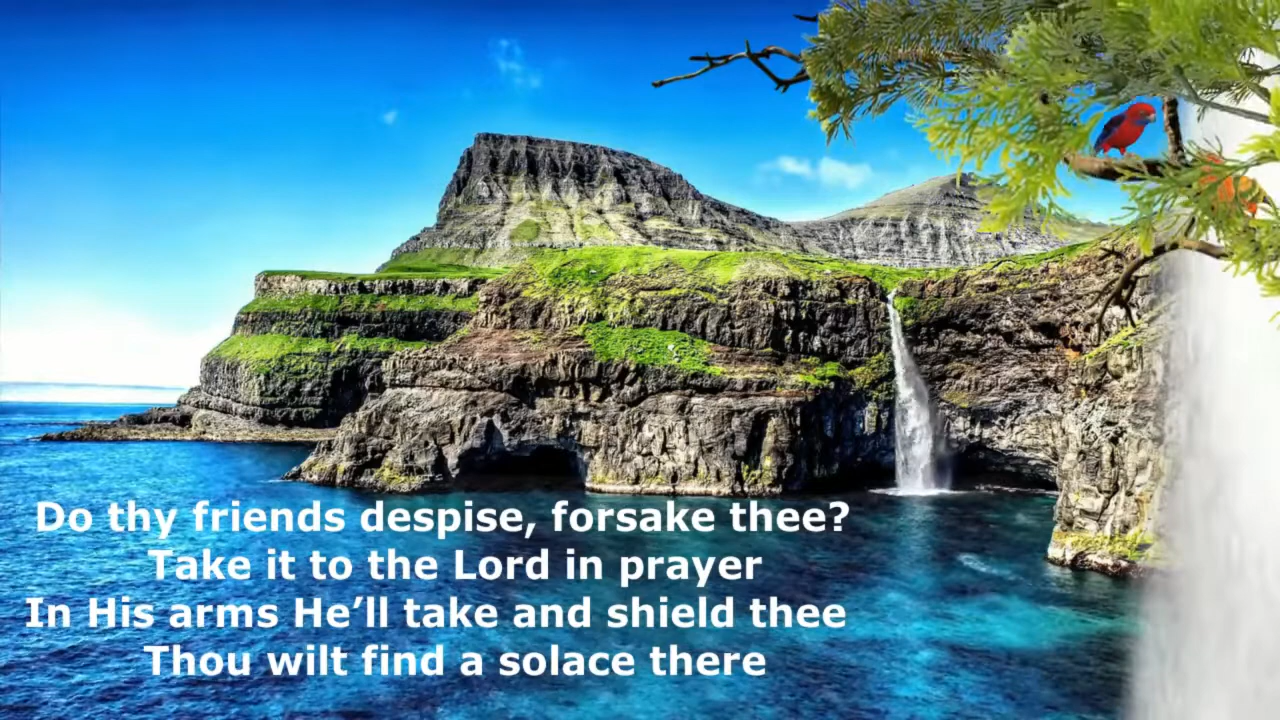 Do thy friends despise, forsake thee?
Take it to the Lord in prayer
In His arms He’ll take and shield thee
Thou wilt find a solace there